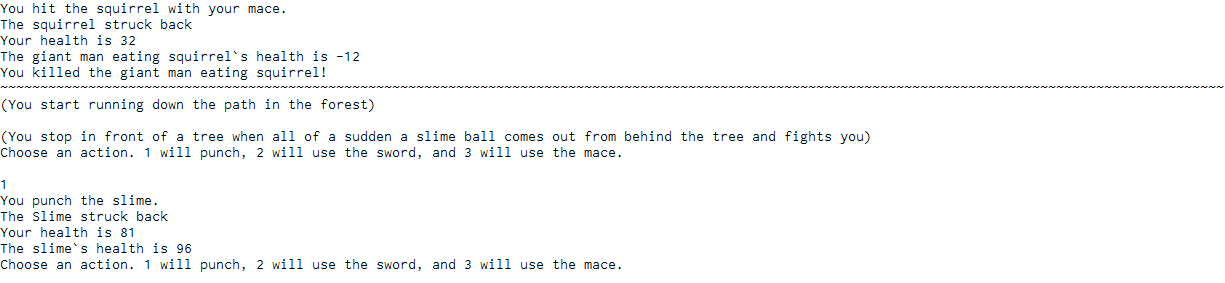 You hit the squirrel with your mace.
The squirrel struck back
Your health is 32
The giant man eating squirrel`s health is -12
You killed the giant man eating squirrel!
~~~~~~~~~~~~~~~~~~~~~~~~~~~~~~~~~~~~~~~~~~~~~~~~~~~~~~~~~~~~~~~~~~~~~~~~~~~~~~~~~~~~~~~~~~~~~~~~~~~~~~~~~~~~~~~~~~~~~~~~~~~~~~~~~~~~~~~~~~~~~~~~~~~~~
(You start running down the path in the forest)
(You stop in front of a tree when all of a sudden a slime ball comes out from behind the tree and fights you)
Choose an action. 1 will punch, 2 will use the sword, and 3 will use the mace.
1
You punch the slime.
The Slime struck back
Your health is 81
The slime`s health is 96
Choose an action. 1 will punch, 2 will use the sword, and 3 will use the mace.